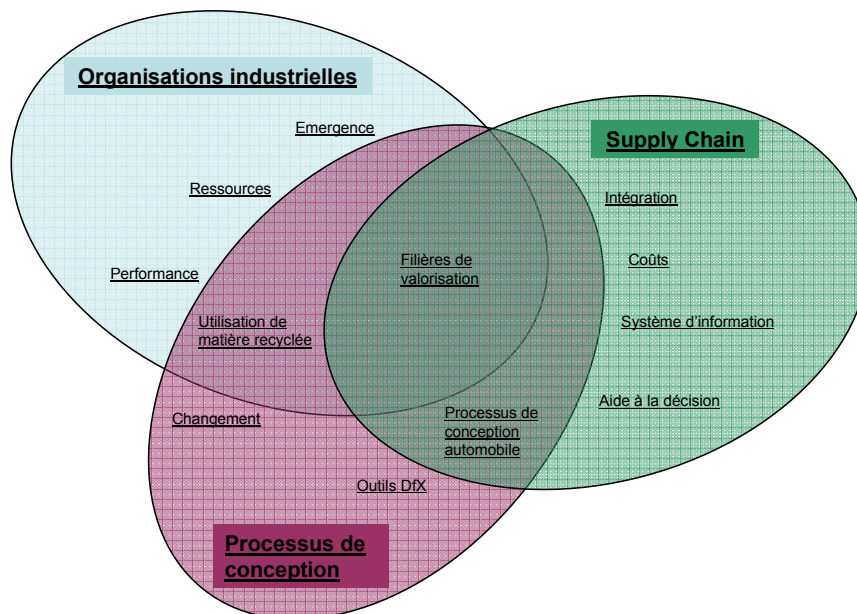 Organisations industrielles
Emergence
Supply Chain
Ressources
Intégration
Performance
Filières de
valorisation
Coûts
Utilisation de
matière recyclée
Système d'information
Changement
Processus de
conception
automobile
Aide à la décision
Outils DfX
Processus de
conception